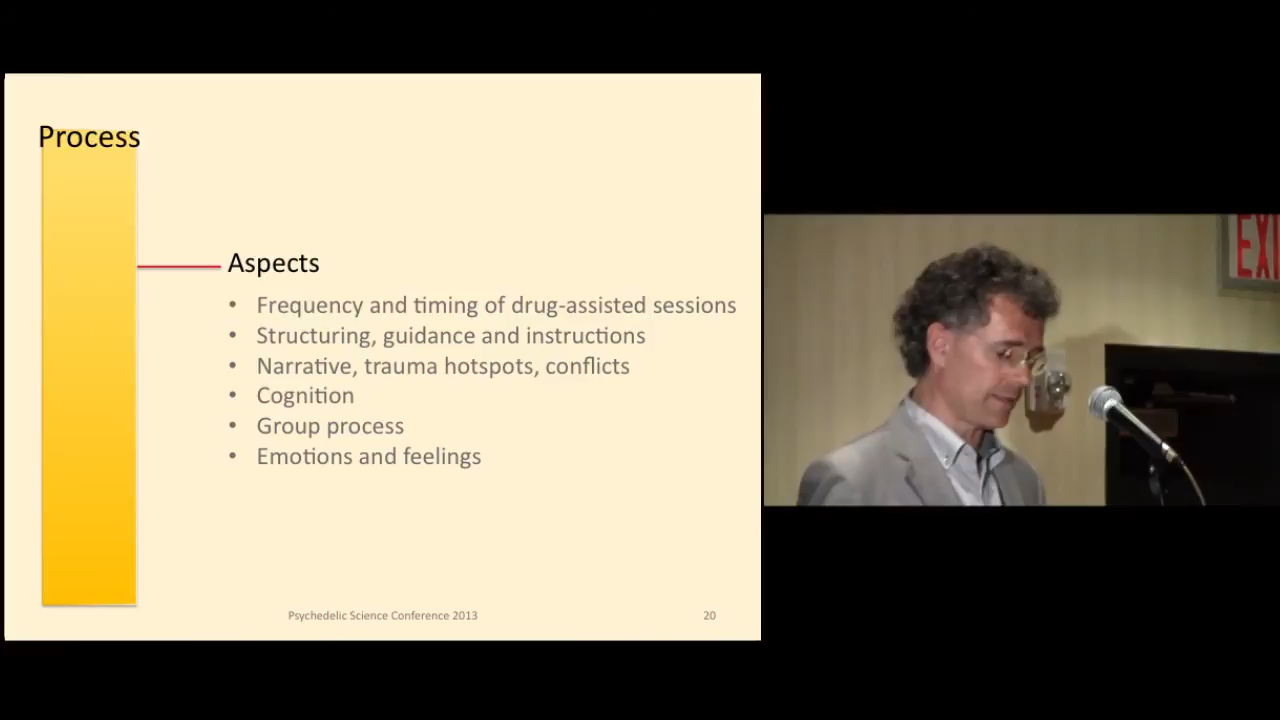 Process
Aspects
• Frequency and timing of drug-assisted sessions
• Structuring, guidance and instructions
• Narrative, trauma hotspots, conflicts
• Cognition
• Group process
• Emotions and feelings
Psychedelic Science Conference 2013
20
EXI